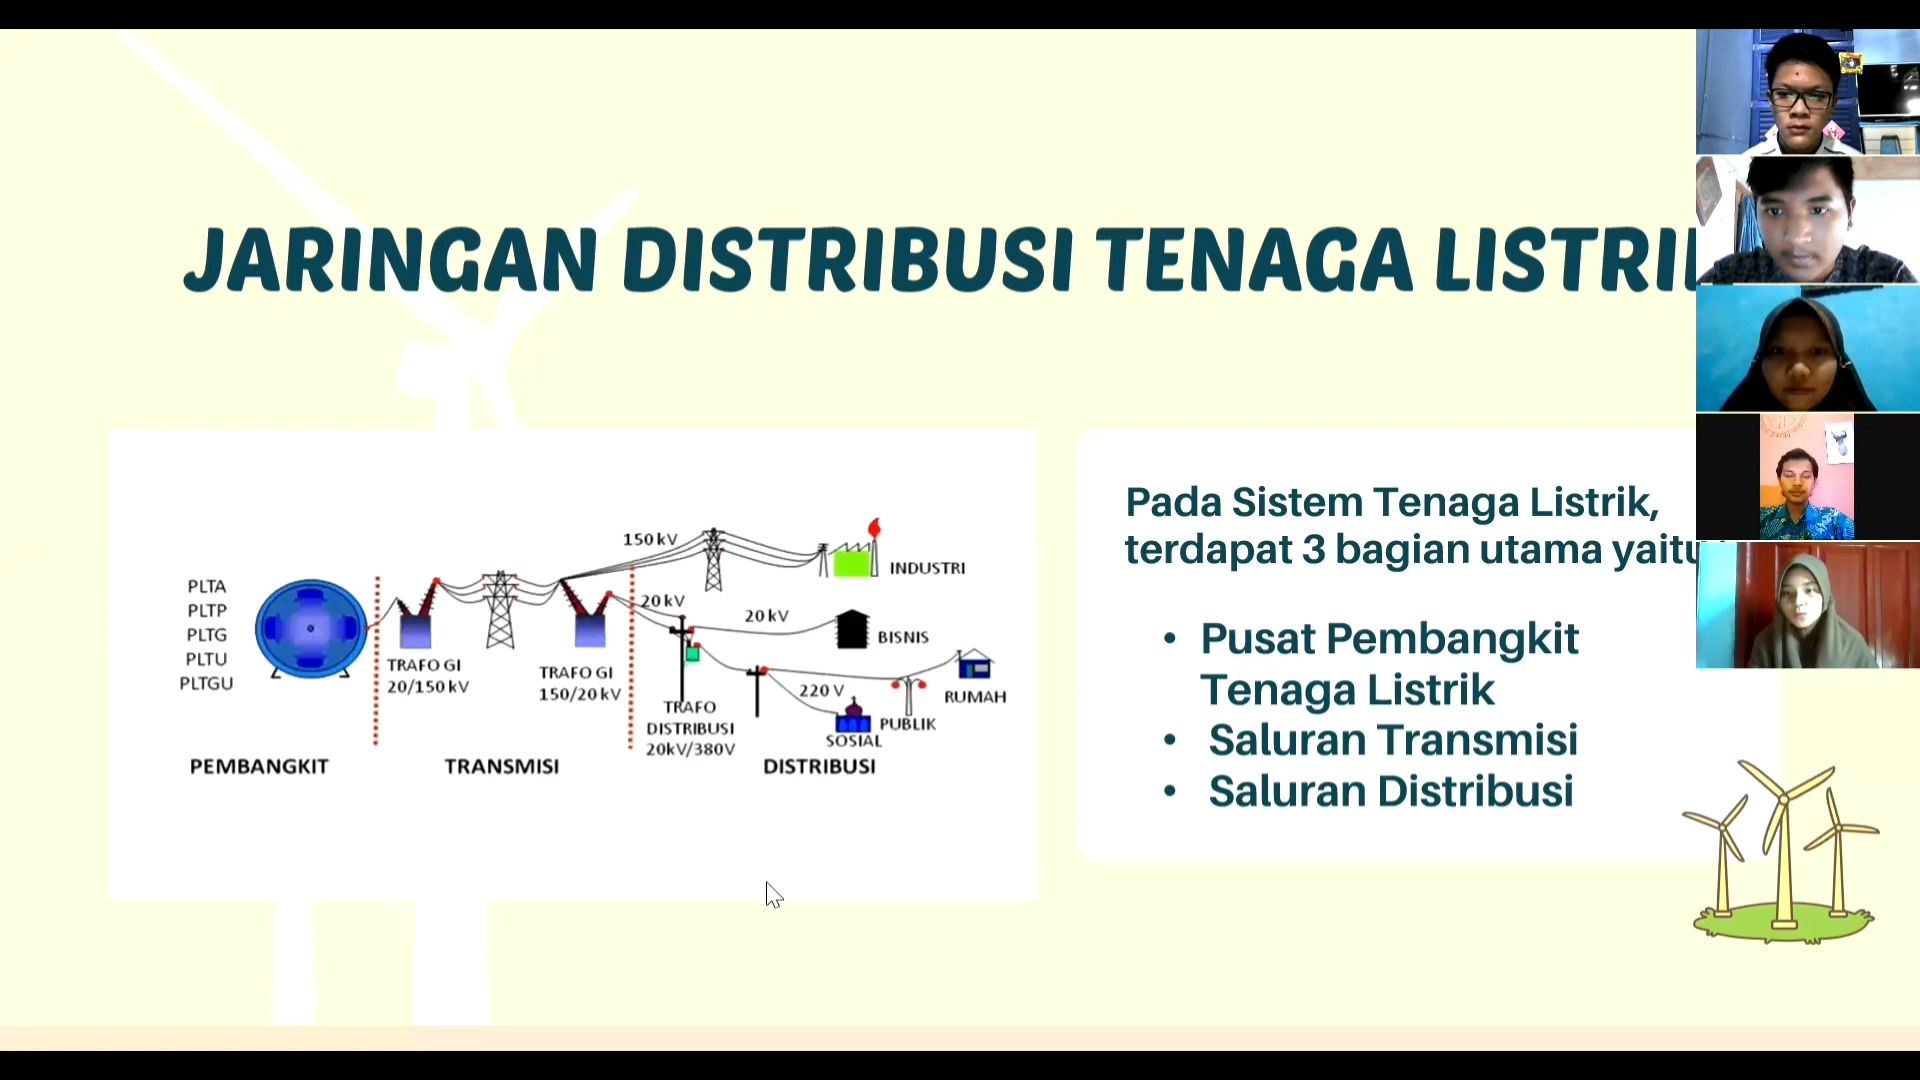 JARINGAN DISTRIBUSI TENAGA LISTRI
150 kV
INDUSTRI
PLTA
PLTP
PLTG
PLTU
PLTGU
20 kV
20 kV
BISNIS
TRAFO GI
20/150 kV
TRAFO GI
150/20 kV
220 V
RUMAH
TRAFO
DISTRIBUSI
20kV/380V
PUBLIK
SOSIAL
PEMBANGKIT
TRANSMISI
DISTRIBUSI
Pada Sistem Tenaga Listrik,
terdapat 3 bagian utama yaitu
• Pusat Pembangkit
Tenaga Listrik
• Saluran Transmisi
• Saluran Distribusi